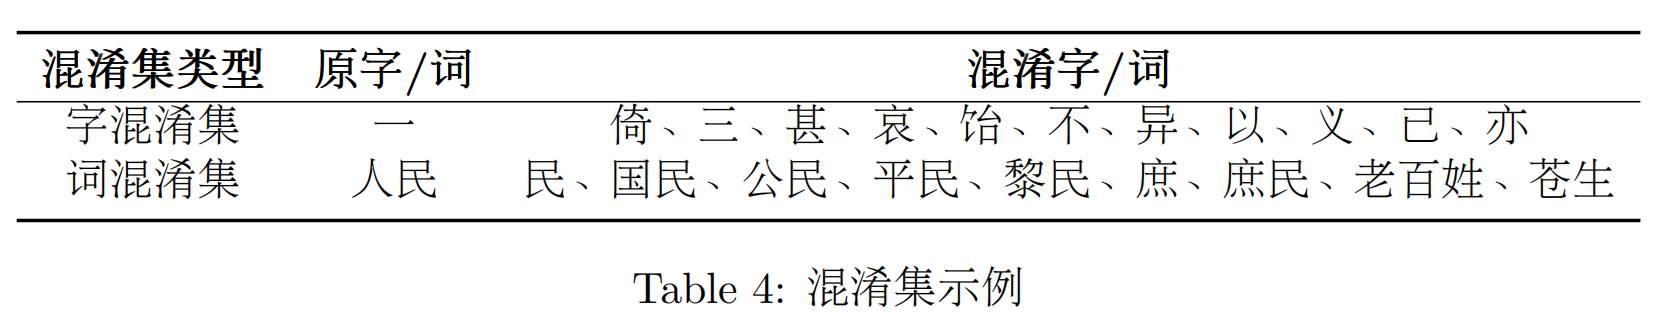 混淆集类型 原字/词 混淆字/词
字混淆集 一 倚、三、甚、哀、饴、不、异、以、义、已、亦
词混淆集 人民 民、国民、公民、平民、黎民、庶、庶民、老百姓、苍生
Table 4: 混淆集示例